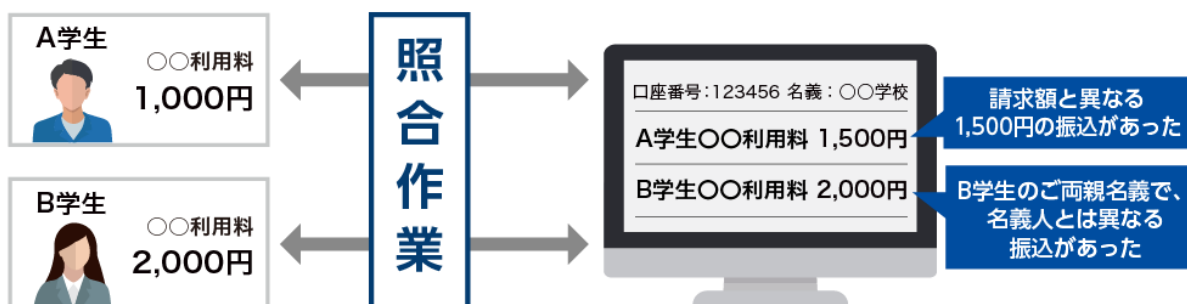 A学生
○○利用料
1,000円
B学生
○○利用料
2,000円
照合作業
口座番号:123456 名義:○○学校
A学生○○利用料 1,500円
B学生○○利用料 2,000円
請求額と異なる
1,500円の振込があった
B学生のご両親名義で、
名義人とは異なる
振込があった